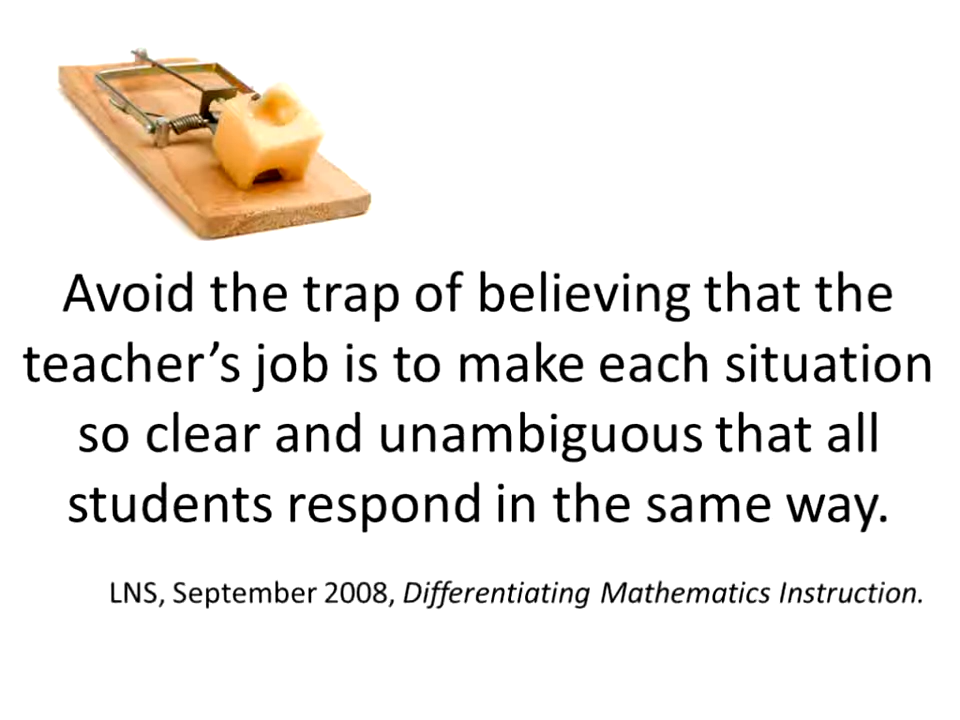 Avoid the trap of believing that the
teacher’s job is to make each situation
so clear and unambiguous that all
students respond in the same way.
LNS, September 2008, Differentiating Mathematics Instruction.